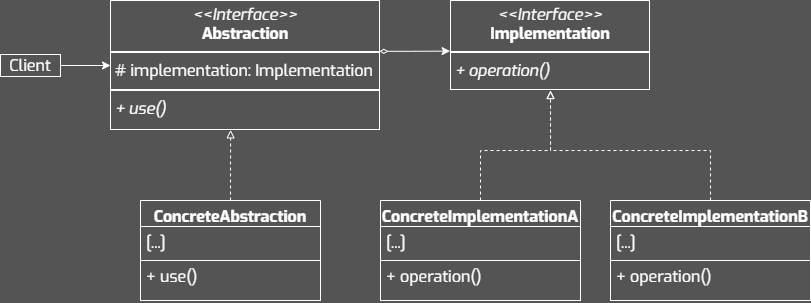 <<Interface>>
Abstraction
# implementation: Implementation
+ use()
Client
<<Interface>>
Implementation
+ operation()
ConcreteAbstraction
[...]
+ use()
ConcreteImplementationA
[...]
+ operation()
ConcreteImplementationB
[...]
+ operation()